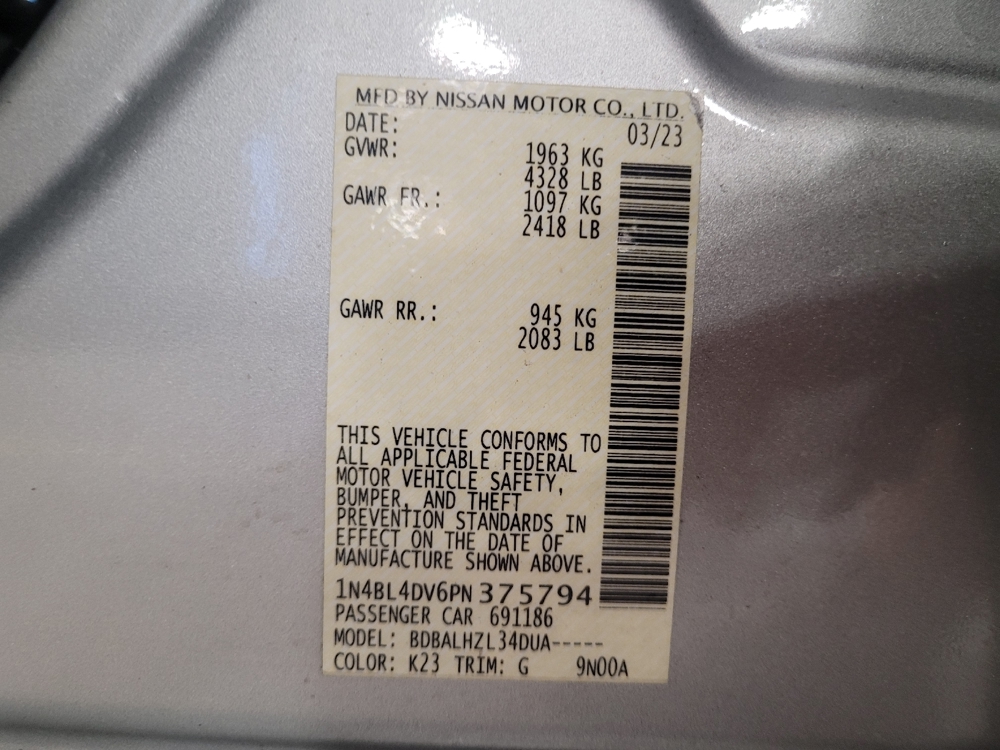 MFD BY NISSAN MOTOR CO., LTD.
DATE: 03/23
GVWR: 1963 KG
4328 LB
GAWR FR.: 1097 KG
2418 LB
GAWR RR.: 945 KG
2083 LB
THIS VEHICLE CONFORMS TO
ALL APPLICABLE FEDERAL
MOTOR VEHICLE SAFETY,
BUMPER, AND THEFT
PREVENTION STANDARDS IN
EFFECT ON THE DATE OF
MANUFACTURE SHOWN ABOVE.
1N4BL4DV6PN 375794
PASSENGER CAR 691186
MODEL: BDBALHZL34DUA-----
COLOR: K23 TRIM: G 9N00A